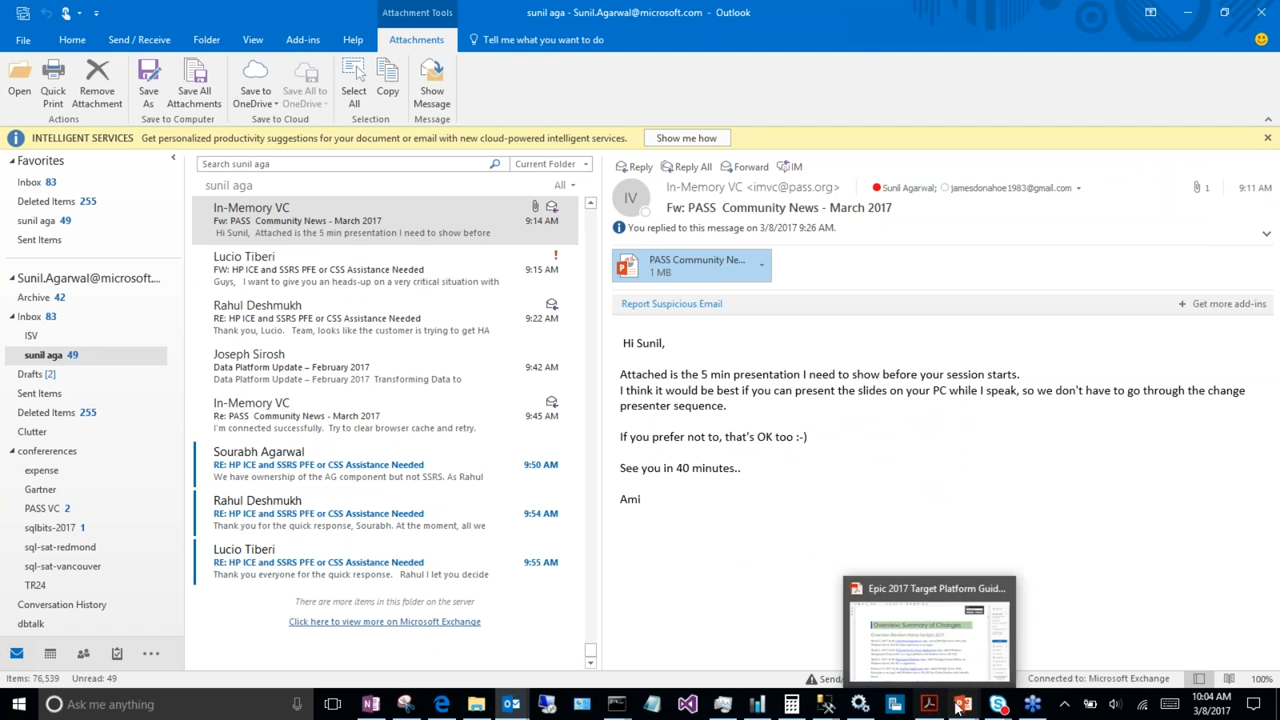 Attachment Tools
sunil aga - Sunil.Agarwal@microsoft.com - Outlook
File Home Send / Receive Folder View Add-ins Help Attachments Tell me what you want to do
Open
Quick Print
Remove Attachment
Save As
Save All Attachments
Save to OneDrive
Save All to OneDrive
Select All
Copy
Show Message
Actions Save to Computer Save to Cloud Selection Message
INTELLIGENT SERVICES Get personalized productivity suggestions for your document or email with new cloud-powered intelligent services. Show me how
Favorites
Inbox 83
Deleted Items 255
sunil aga 49
Sent Items
Sunil.Agarwal@microsoft....
Archive 42
Inbox 83
ISV
sunil aga 49
Drafts [2]
Sent Items
Deleted Items 255
Clutter
confererences
expense
Gartner
PASS VC 2
sqlbits-2017 1
sql-sat-redmond
sql-sat-vancouver
TR24
Conversation History
dbtalk
Search sunil aga Current Folder
sunil aga All
In-Memory VC
Fw: PASS Community News - March 2017 9:14 AM
Hi Sunil, Attached is the 5 min presentation I need to show before
Lucio Tiberi
FW: HP ICE and SSRS PFE or CSS Assistance Needed 9:15 AM
Guys, I want to give you an heads-up on a very critical situation with
Rahul Deshmukh
RE: HP ICE and SSRS PFE or CSS Assistance Needed 9:22 AM
Thank you, Lucio. Team, looks like the customer is trying to get HA
Joseph Sirosh
Data Platform Update – February 2017 9:42 AM
Data Platform Update – February 2017 Transforming Data to
In-Memory VC
Re: PASS Community News - March 2017 9:45 AM
I'm connected successfully. Try to clear browser cache and retry.
Sourabh Agarwal
RE: HP ICE and SSRS PFE or CSS Assistance Needed 9:50 AM
We have ownership of the AG component but not SSRS. As Rahul
Rahul Deshmukh
RE: HP ICE and SSRS PFE or CSS Assistance Needed 9:54 AM
Thank you for the quick response, Sourabh. At the moment, all we
Lucio Tiberi
RE: HP ICE and SSRS PFE or CSS Assistance Needed 9:55 AM
Thank you everyone for the quick response. Rahul I let you decide
There are more items in this folder on the server
Click here to view more on Microsoft Exchange
Reply Reply All Forward IM
IV
In-Memory VC <imvc@pass.org> Sunil Agarwal; jamesdonahoe1983@gmail.com 1 9:11 AM
Fw: PASS Community News - March 2017
You replied to this message on 3/8/2017 9:26 AM.
PASS Community Ne...
1 MB
Report Suspicious Email + Get more add-ins
Hi Sunil,
Attached is the 5 min presentation I need to show before your session starts.
I think it would be best if you can present the slides on your PC while I speak, so we don't have to go through the change
presenter sequence.
If you prefer not to, that's OK too :-)
See you in 40 minutes..
Ami
Epic 2017 Target Platform Guid...
Overview: Summary of Changes
Items: 76,539 Unread: 49 Send/ Connected to: Microsoft Exchange 100%
Ask me anything
10:04 AM
3/8/2017